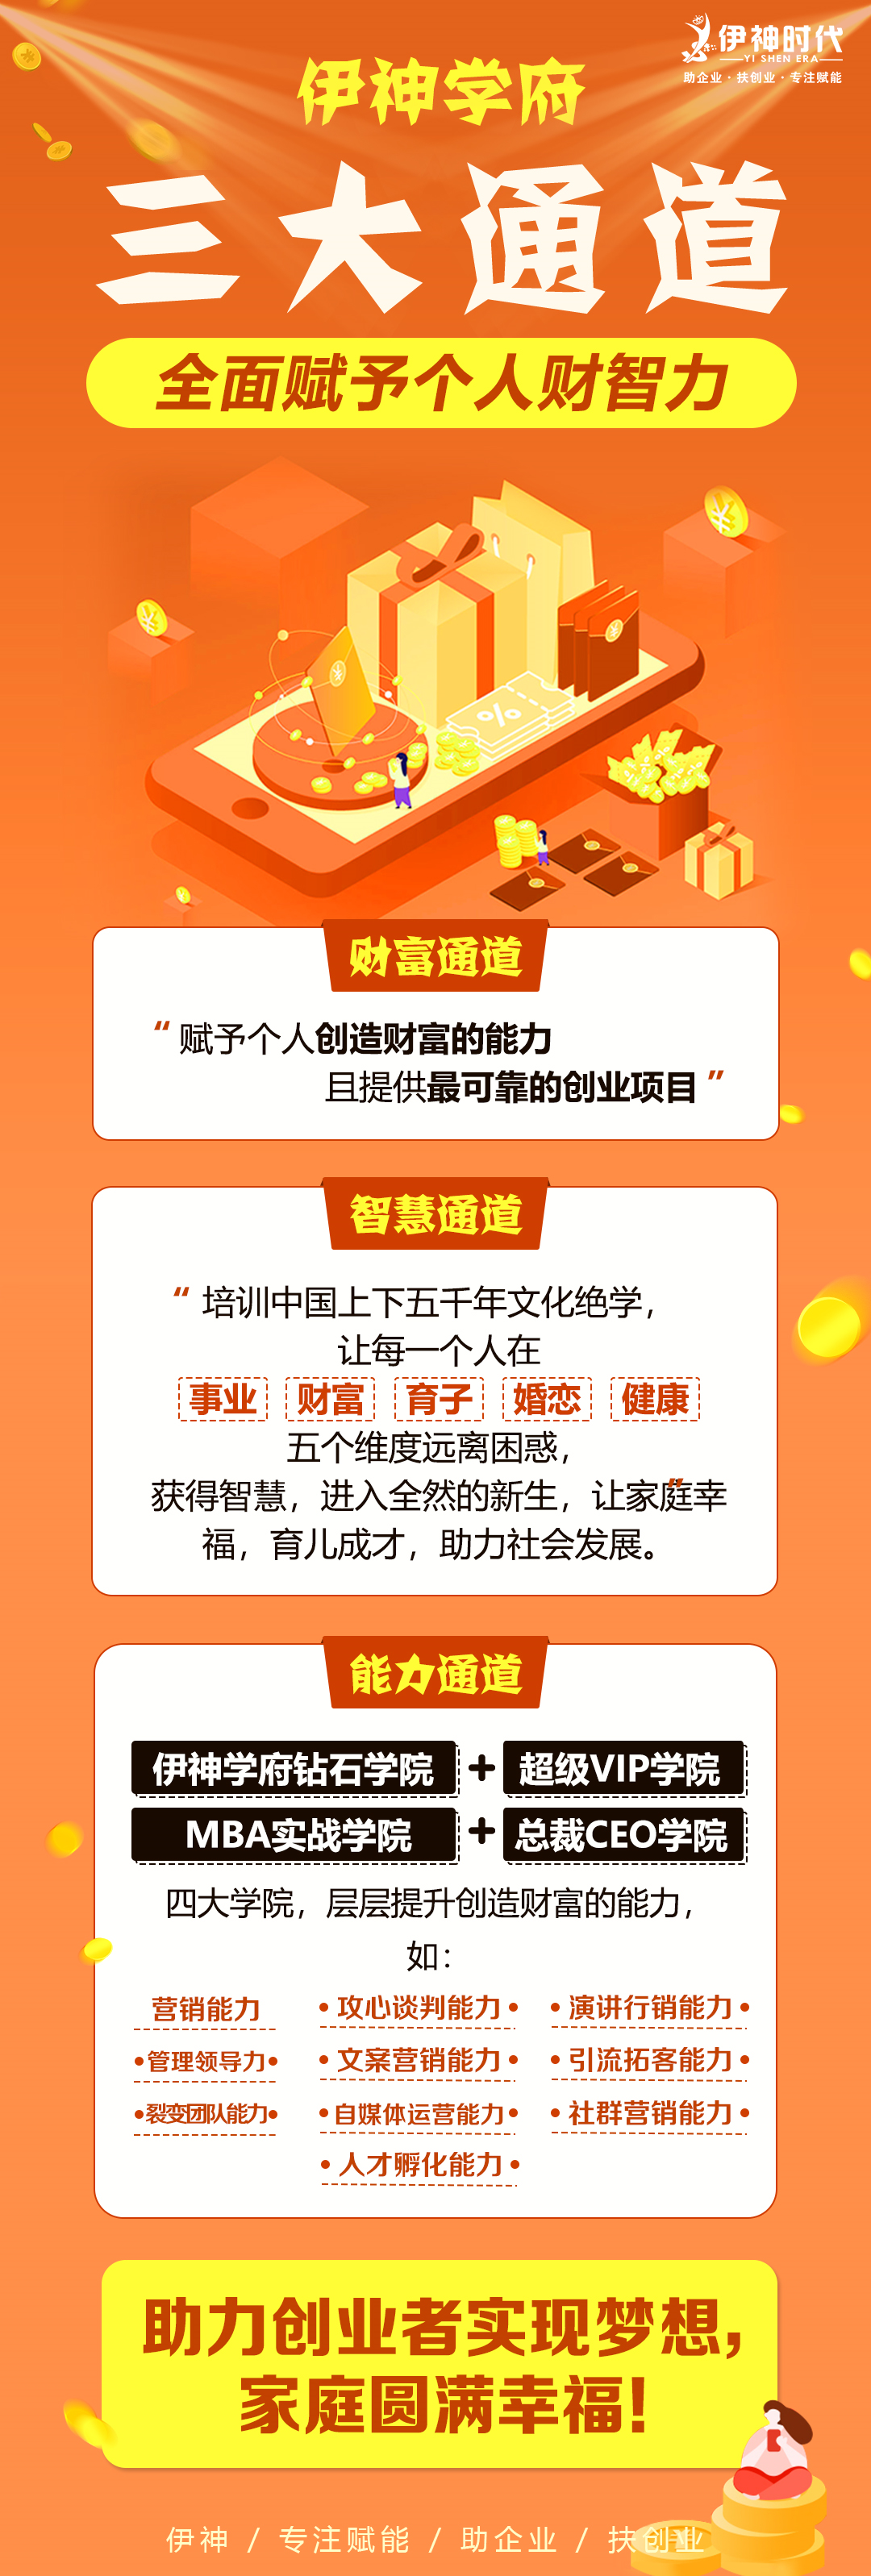 伊神时代
YI SHEN ERA
助企业·扶创业·专注赋能
伊神学府
三大通道
全面赋予个人财智力
%
财富通道
“赋予个人创造财富的能力
且提供最可靠的创业项目”
智慧通道
“培训中国上下五千年文化绝学，
让每一个人在
事业 财富 育子 婚恋 健康
五个维度远离困惑，
获得智慧，进入全然的新生，让家庭幸”
福，育儿成才，助力社会发展。
能力通道
伊神学府钻石学院 + 超级VIP学院
MBA实战学院 + 总裁CEO学院
四大学院，层层提升创造财富的能力，
如：
营销能力 •攻心谈判能力• •演讲行销能力•
•管理领导力• •文案营销能力• •引流拓客能力•
•裂变团队能力• •自媒体运营能力• •社群营销能力•
•人才孵化能力•
助力创业者实现梦想，
家庭圆满幸福！
伊神 / 专注赋能 / 助企业 / 扶创业